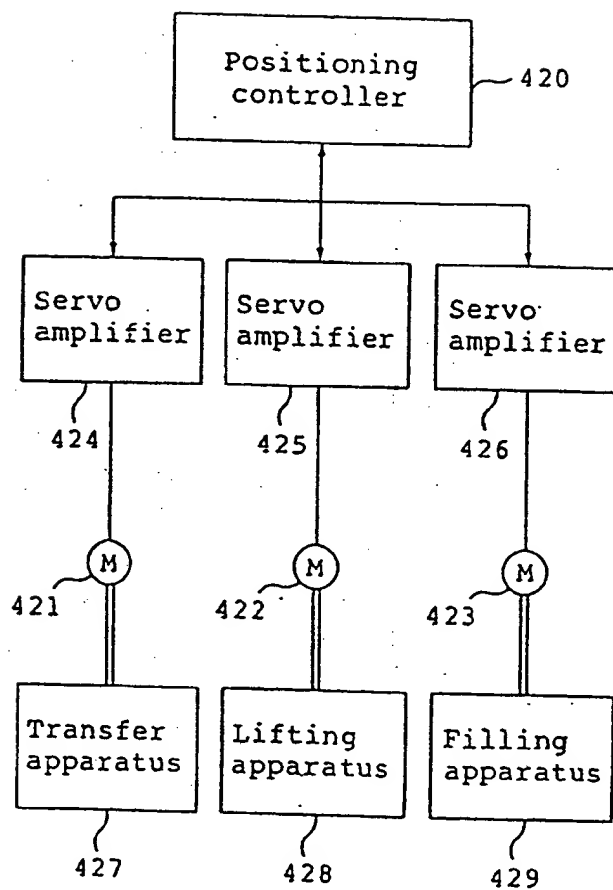 Positioning
controller
420
Servo
amplifier
Servo
amplifier
Servo
amplifier
424
425
426
M
M
M
421
422
423
Transfer
apparatus
Lifting
apparatus
Filling
apparatus
427
428
429